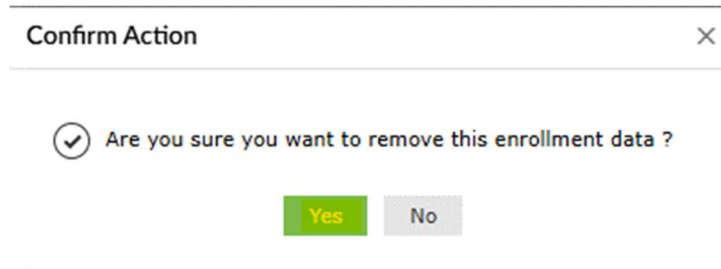 Confirm Action
Are you sure you want to remove this enrollment data ?
Yes No